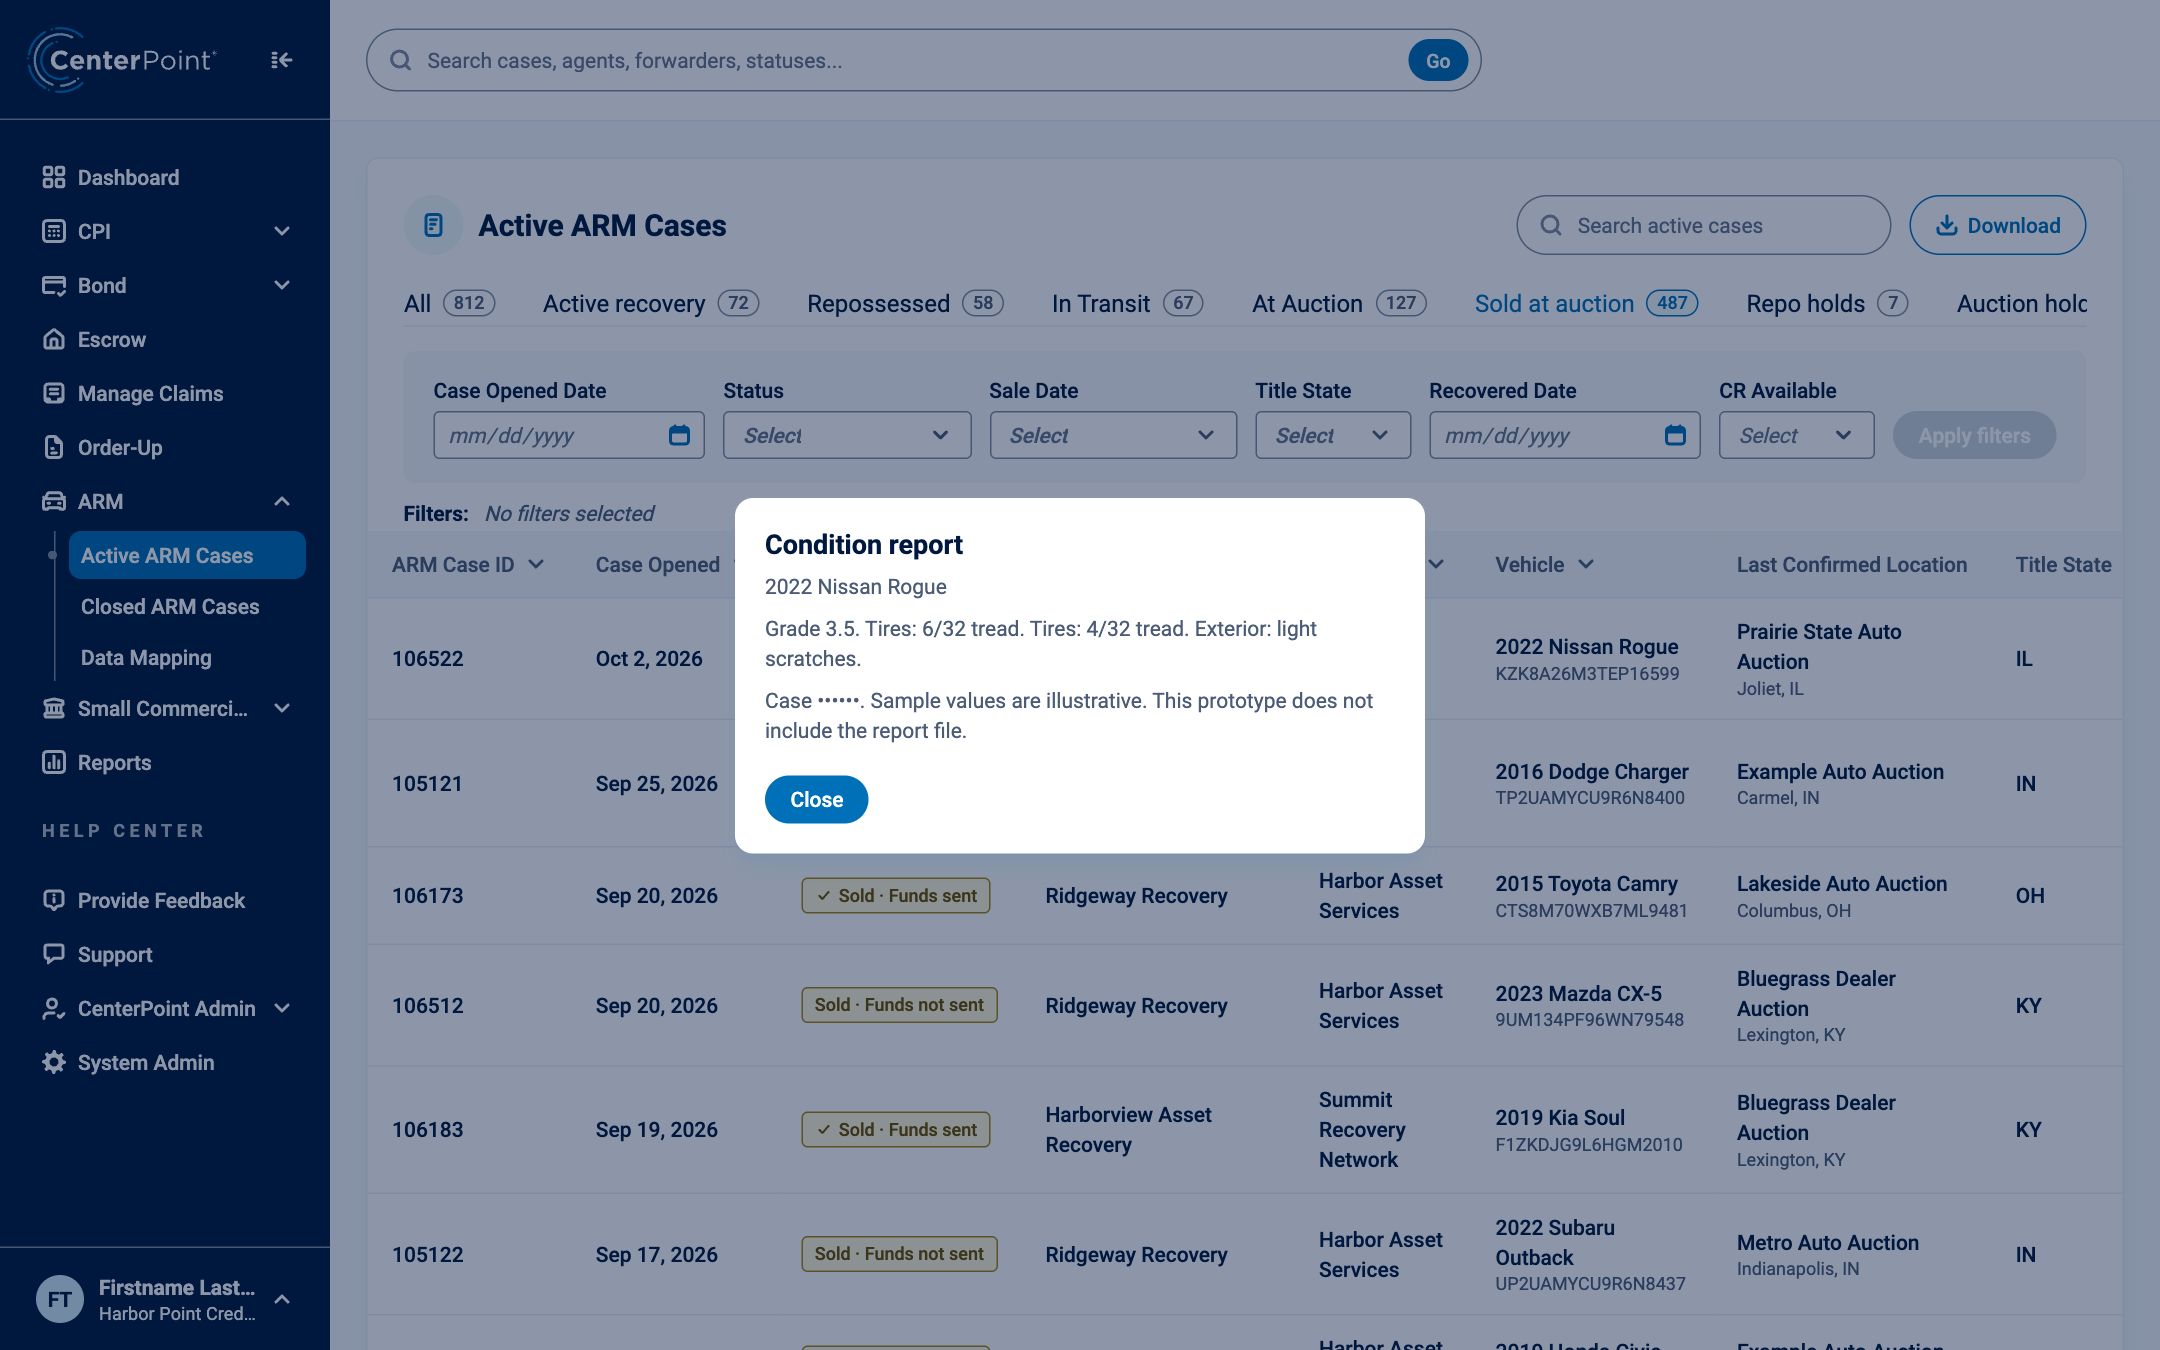 CenterPoint
Search cases, agents, forwarders, statuses...
Go
Dashboard
CPI
Bond
Escrow
Manage Claims
Order-Up
ARM
Active ARM Cases
Closed ARM Cases
Data Mapping
Small Commerci...
Reports
HELP CENTER
Provide Feedback
Support
CenterPoint Admin
System Admin
FT
Firstname Last...
Harbor Point Cred...
Active ARM Cases
Search active cases
Download
All 812
Active recovery 72
Repossessed 58
In Transit 67
At Auction 127
Sold at auction 487
Repo holds 7
Auction hold
Case Opened Date
mm/dd/yyyy
Status
Select
Sale Date
Select
Title State
Select
Recovered Date
mm/dd/yyyy
CR Available
Select
Apply filters
Filters: No filters selected
ARM Case ID
Case Opened
Vehicle
Last Confirmed Location
Title State
106522
Oct 2, 2026
2022 Nissan Rogue
KZK8A26M3TEP16599
Prairie State Auto
Auction
Joliet, IL
IL
105121
Sep 25, 2026
2016 Dodge Charger
TP2UAMYCU9R6N8400
Example Auto Auction
Carmel, IN
IN
Condition report
2022 Nissan Rogue
Grade 3.5. Tires: 6/32 tread. Tires: 4/32 tread. Exterior: light
scratches.
Case ••••••. Sample values are illustrative. This prototype does not
include the report file.
Close
106173
Sep 20, 2026
Sold · Funds sent
Ridgeway Recovery
Harbor Asset
Services
2015 Toyota Camry
CTS8M70WXB7ML9481
Lakeside Auto Auction
Columbus, OH
OH
106512
Sep 20, 2026
Sold · Funds not sent
Ridgeway Recovery
Harbor Asset
Services
2023 Mazda CX-5
9UM134PF96WN79548
Bluegrass Dealer
Auction
Lexington, KY
KY
106183
Sep 19, 2026
Sold · Funds sent
Harborview Asset
Recovery
Summit
Recovery
Network
2019 Kia Soul
F1ZKDJG9L6HGM2010
Bluegrass Dealer
Auction
Lexington, KY
KY
105122
Sep 17, 2026
Sold · Funds not sent
Ridgeway Recovery
Harbor Asset
Services
2022 Subaru
Outback
UP2UAMYCU9R6N8437
Metro Auto Auction
Indianapolis, IN
IN
Harbor Asset
2019 Honda Civic
Example Auto Auction